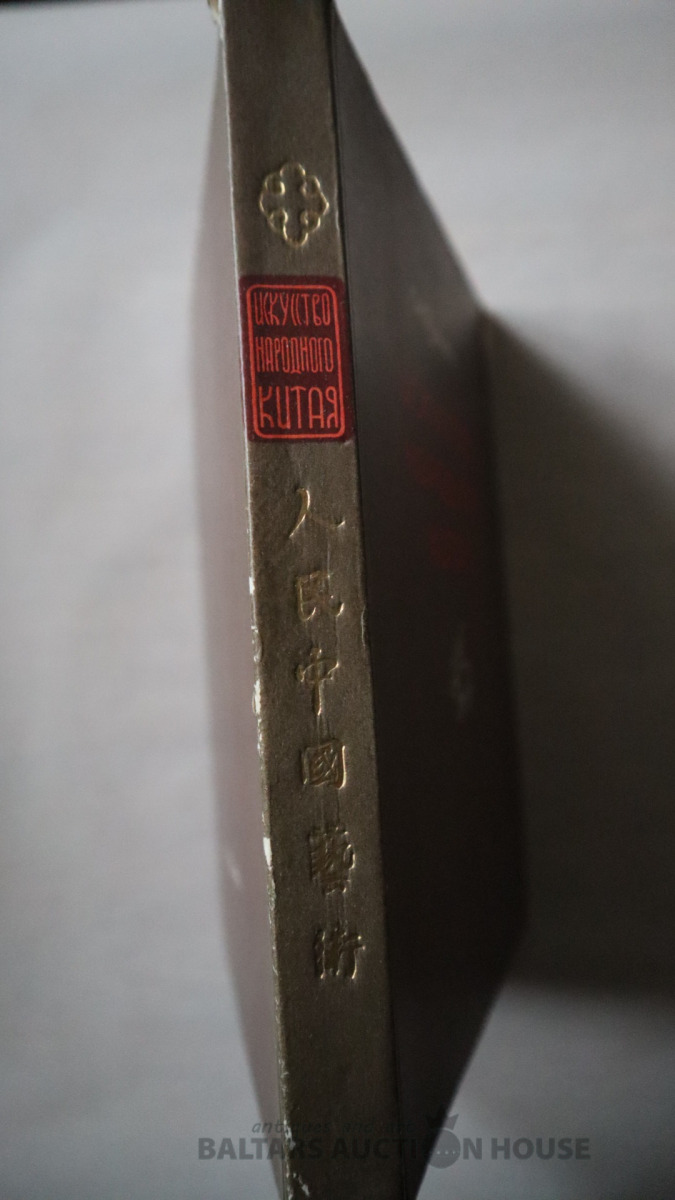 ИСКУССТВО
НАРОДНОГО
КИТАЯ
人民中國藝術
BALTARS AUCTION HOUSE